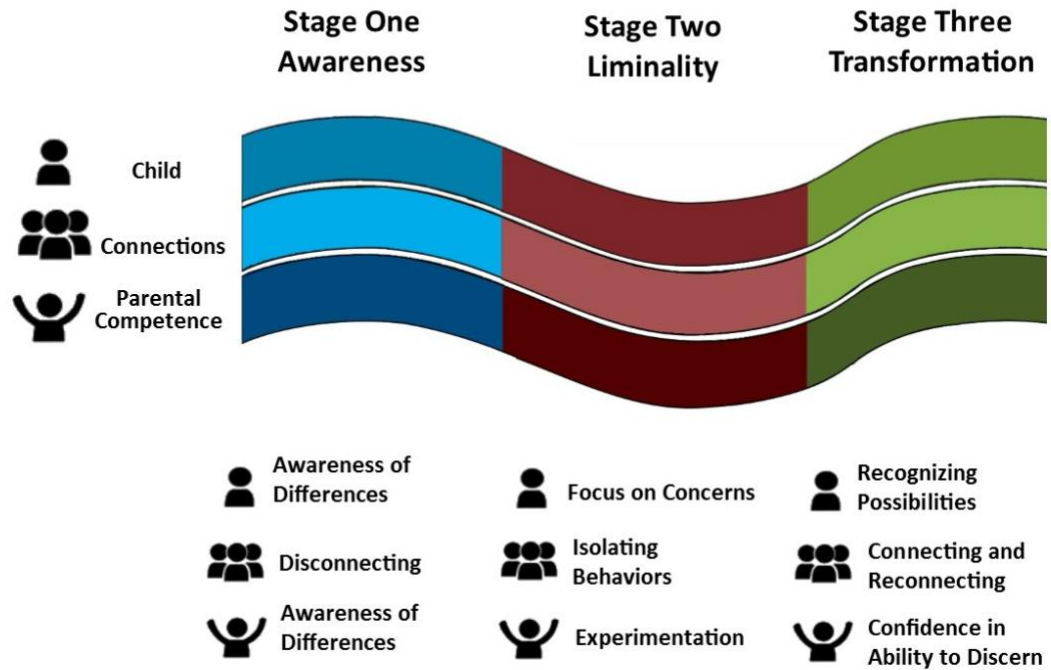 Stage One
Awareness
Stage Two
Liminality
Stage Three
Transformation
Child
Connections
Parental
Competence
Awareness of
Differences
Focus on Concerns
Recognizing
Possibilities
Disconnecting
Isolating
Behaviors
Connecting and
Reconnecting
Awareness of
Differences
Experimentation
Confidence in
Ability to Discern